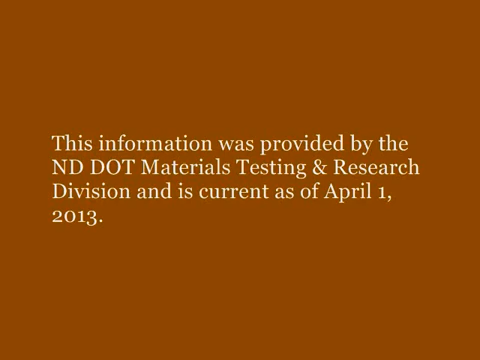 This information was provided by the
ND DOT Materials Testing & Research
Division and is current as of April 1,
2013.